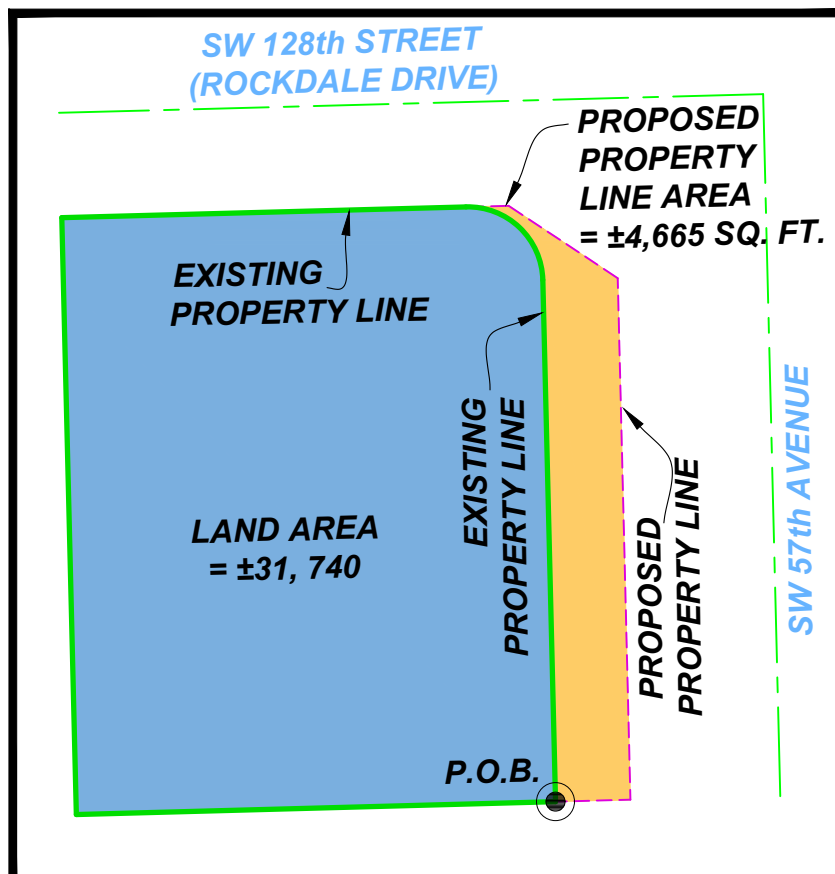 SW 128th STREET
(ROCKDALE DRIVE)
PROPOSED
PROPERTY
LINE AREA
= ±4,665 SQ. FT.
EXISTING
PROPERTY LINE
EXISTING
PROPERTY LINE
SW 57th AVENUE
LAND AREA
= ±31, 740
PROPOSED
PROPERTY LINE
P.O.B.